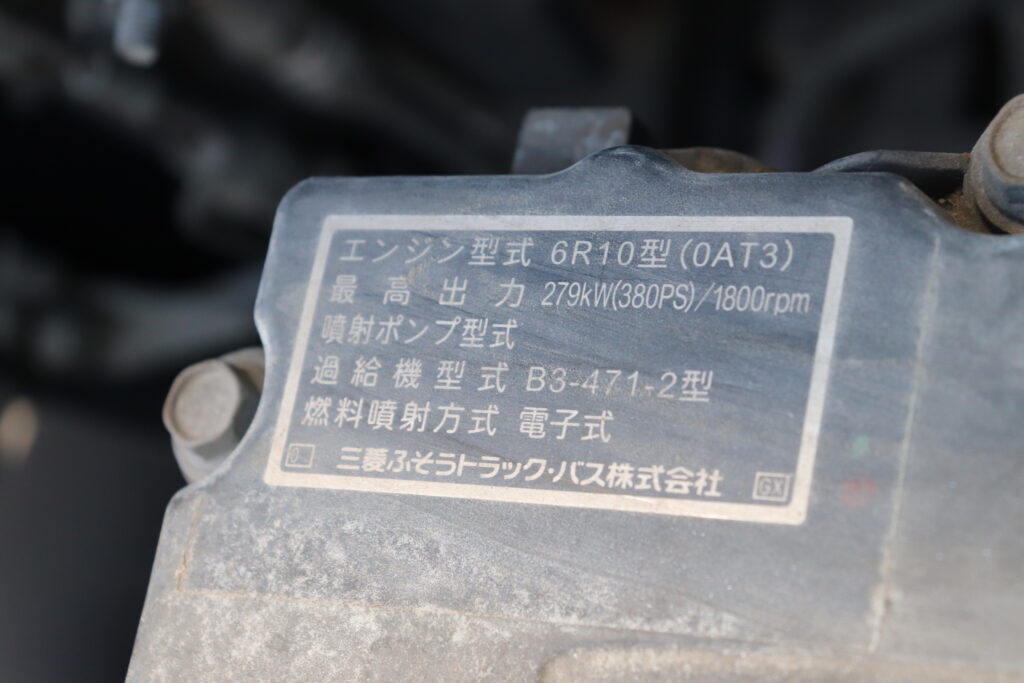 エンジン型式 6R10型(0AT3)
最高出力 279kW(380PS)/1800rpm
噴射ポンプ型式
過給機型式 B3-471-2型
燃料噴射方式 電子式
0 三菱ふそうトラック・バス株式会社 GX